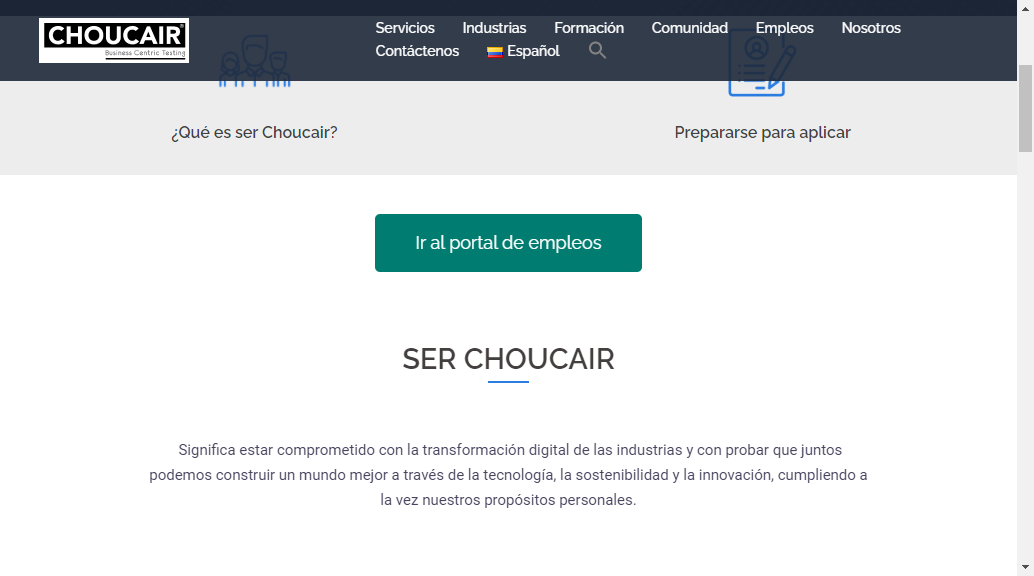 CHOUCAIR
Business Centric Testing
Servicios Industrias Formación Comunidad Empleos Nosotros
Contáctenos Español
¿Qué es ser Choucair? Prepararse para aplicar
Ir al portal de empleos
SER CHOUCAIR
Significa estar comprometido con la transformación digital de las industrias y con probar que juntos
podemos construir un mundo mejor a través de la tecnología, la sostenibilidad y la innovación, cumpliendo a
la vez nuestros propósitos personales.